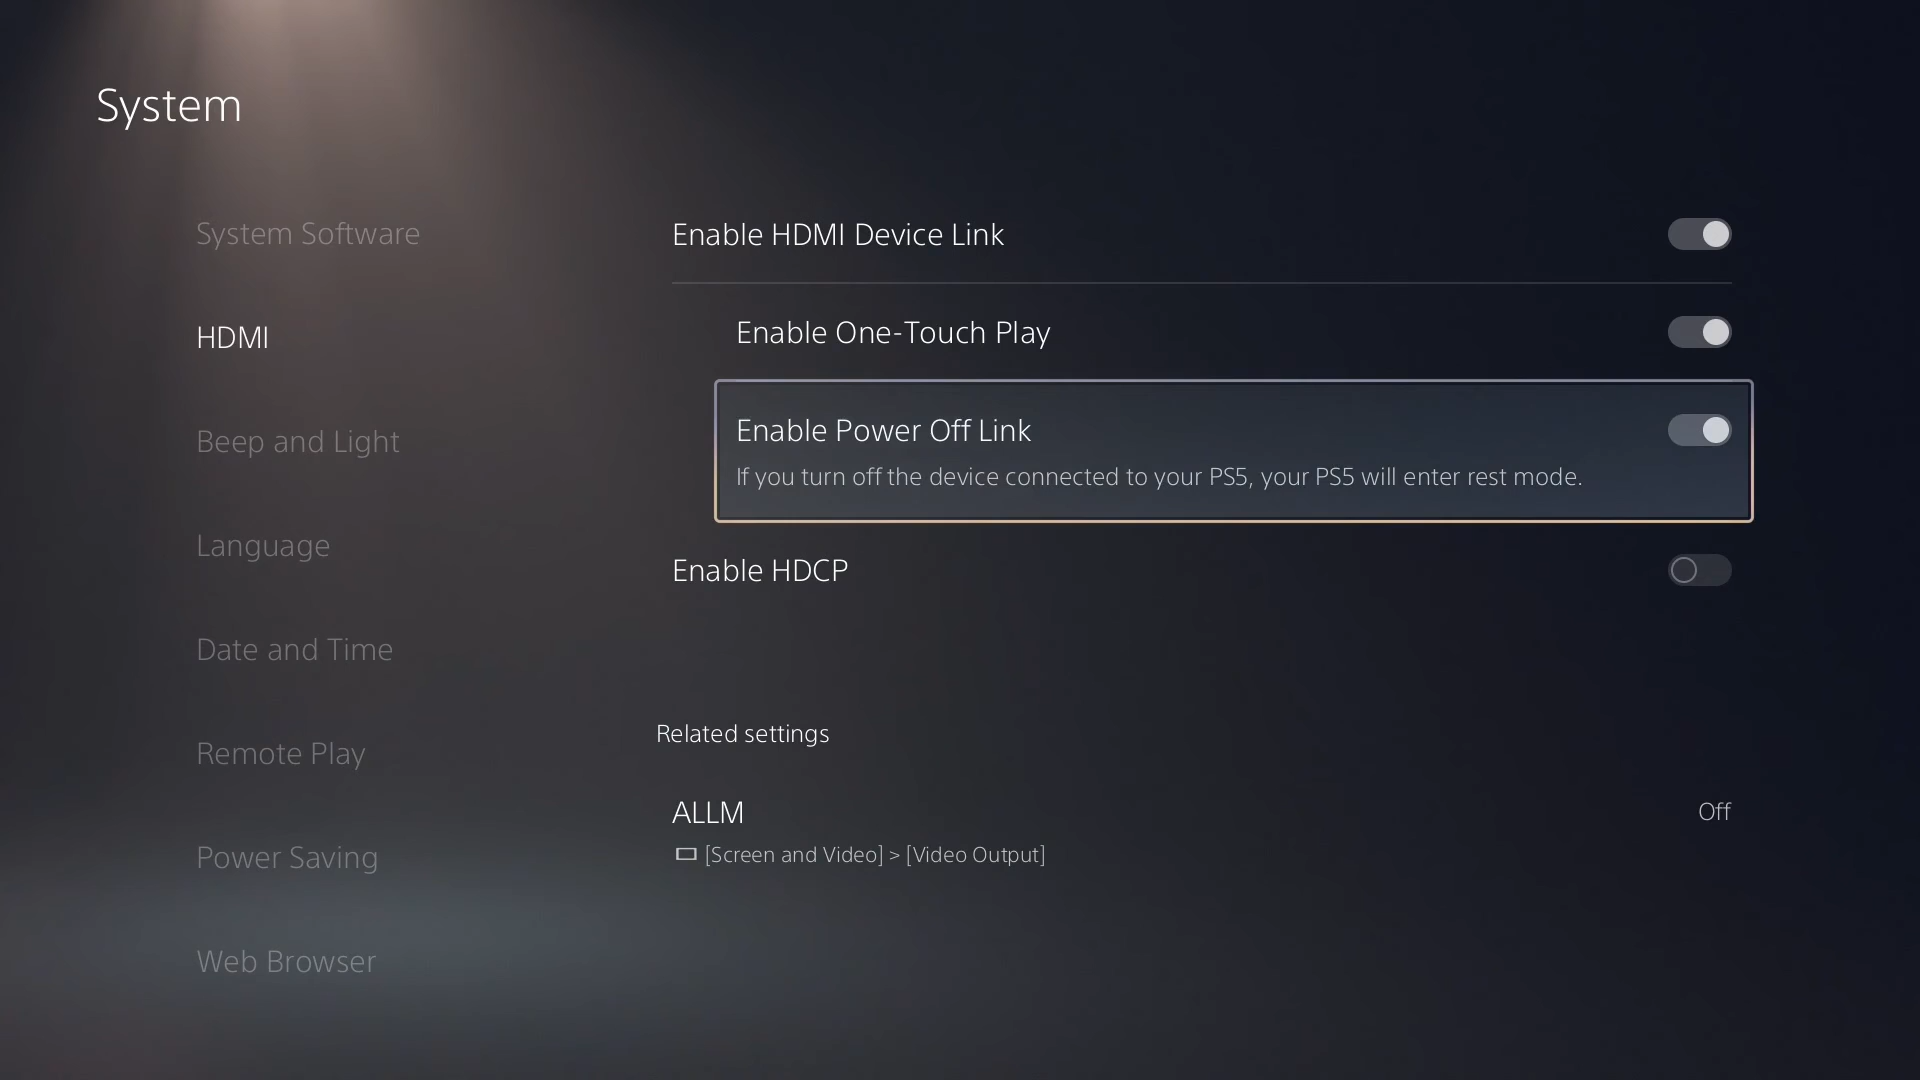 System
System Software
HDMI
Beep and Light
Language
Date and Time
Remote Play
Power Saving
Web Browser
Enable HDMI Device Link
Enable One-Touch Play
Enable Power Off Link
If you turn off the device connected to your PS5, your PS5 will enter rest mode.
Enable HDCP
Related settings
ALLM
Off
[Screen and Video] > [Video Output]